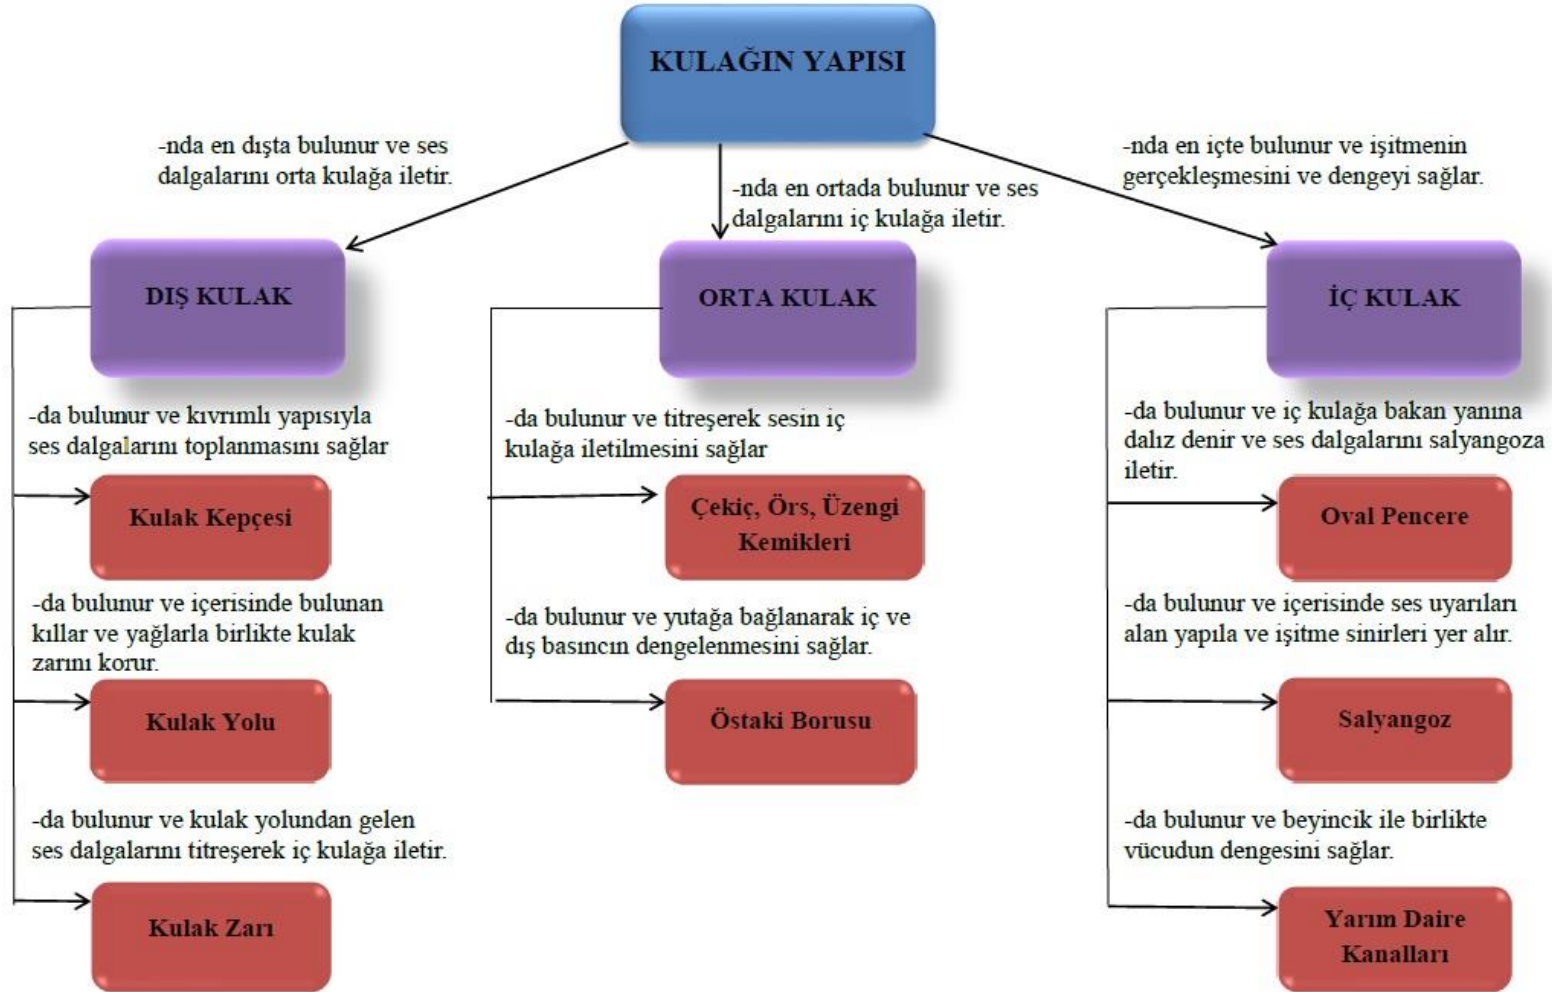 KULAĞIN YAPISI
-nda en dışta bulunur ve ses
dalgalarını orta kulağa iletir.
-nda en ortada bulunur ve ses
dalgalarını iç kulağa iletir.
-nda en içte bulunur ve işitmenin
gerçekleşmesini ve dengeyi sağlar.
DIŞ KULAK
-da bulunur ve kıvrımlı yapısıyla
ses dalgalarını toplanmasını sağlar
Kulak Kepçesi
-da bulunur ve içerisinde bulunan
kıllar ve yağlarla birlikte kulak
zarını korur.
Kulak Yolu
-da bulunur ve kulak yolundan gelen
ses dalgalarını titreşerek iç kulağa iletir.
Kulak Zarı
ORTA KULAK
-da bulunur ve titreşerek sesin iç
kulağa iletilmesini sağlar
Çekiç, Örs, Üzengi
Kemikleri
-da bulunur ve yutağa bağlanarak iç ve
dış basıncın dengelenmesini sağlar.
Östaki Borusu
İÇ KULAK
-da bulunur ve iç kulağa bakan yanına
dalız denir ve ses dalgalarını salyangoza
iletir.
Oval Pencere
-da bulunur ve içerisinde ses uyarıları
alan yapıla ve işitme sinirleri yer alır.
Salyangoz
-da bulunur ve beyincik ile birlikte
vücudun dengesini sağlar.
Yarım Daire
Kanalları